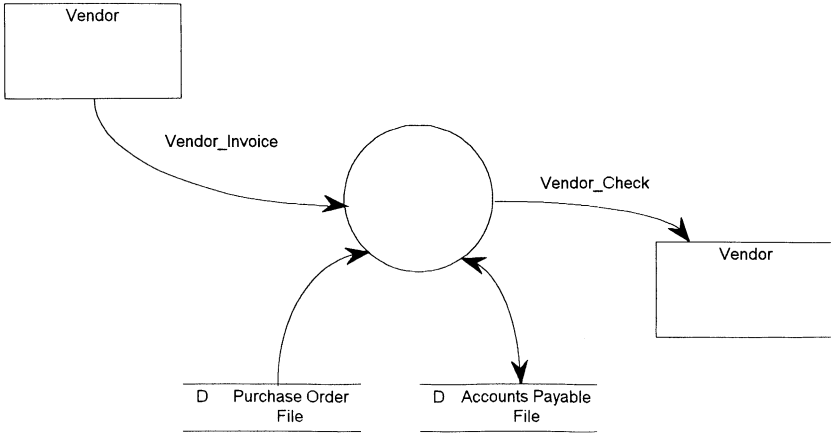 Vendor
Vendor_Invoice
Vendor_Check
Vendor
D Purchase Order
File
D Accounts Payable
File